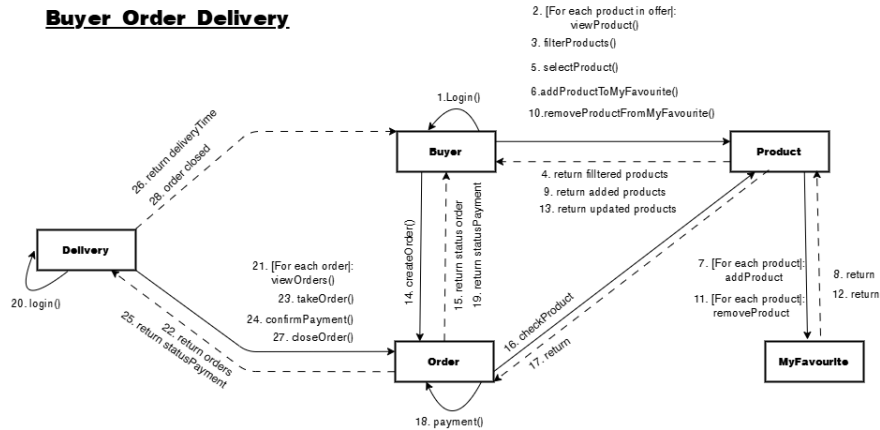 Buyer Order Delivery
2. [For each product in offer]:
viewProduct()
3. filterProducts()
5. selectProduct()
6.addProductToMyFavourite()
10.removeProductFromMyFavourite()
1.Login()
Buyer
Product
4. return filltered products
9. return added products
13. return updated products
26. return deliveryTime
28. order closed
Delivery
20. login()
21. [For each order]:
viewOrders()
23. takeOrder()
24. confirmPayment()
27. closeOrder()
22. return orders
25. return statusPayment
14. createOrder()
15. return status order
19. return statusPayment
16. checkProduct
17. return
7. [For each product]:
addProduct
11. [For each product]:
removeProduct
8. return
12. return
Order
MyFavourite
18. payment()